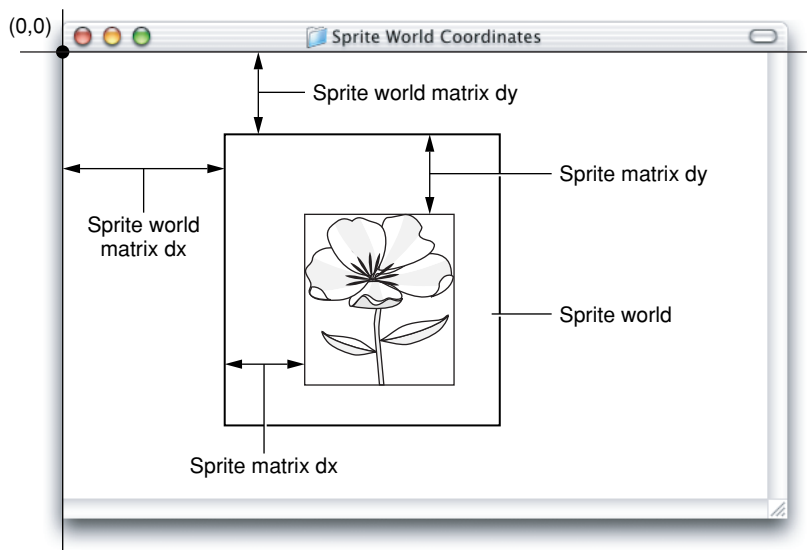 (0,0)
Sprite World Coordinates
Sprite world matrix dy
Sprite matrix dy
Sprite world
matrix dx
Sprite world
Sprite matrix dx